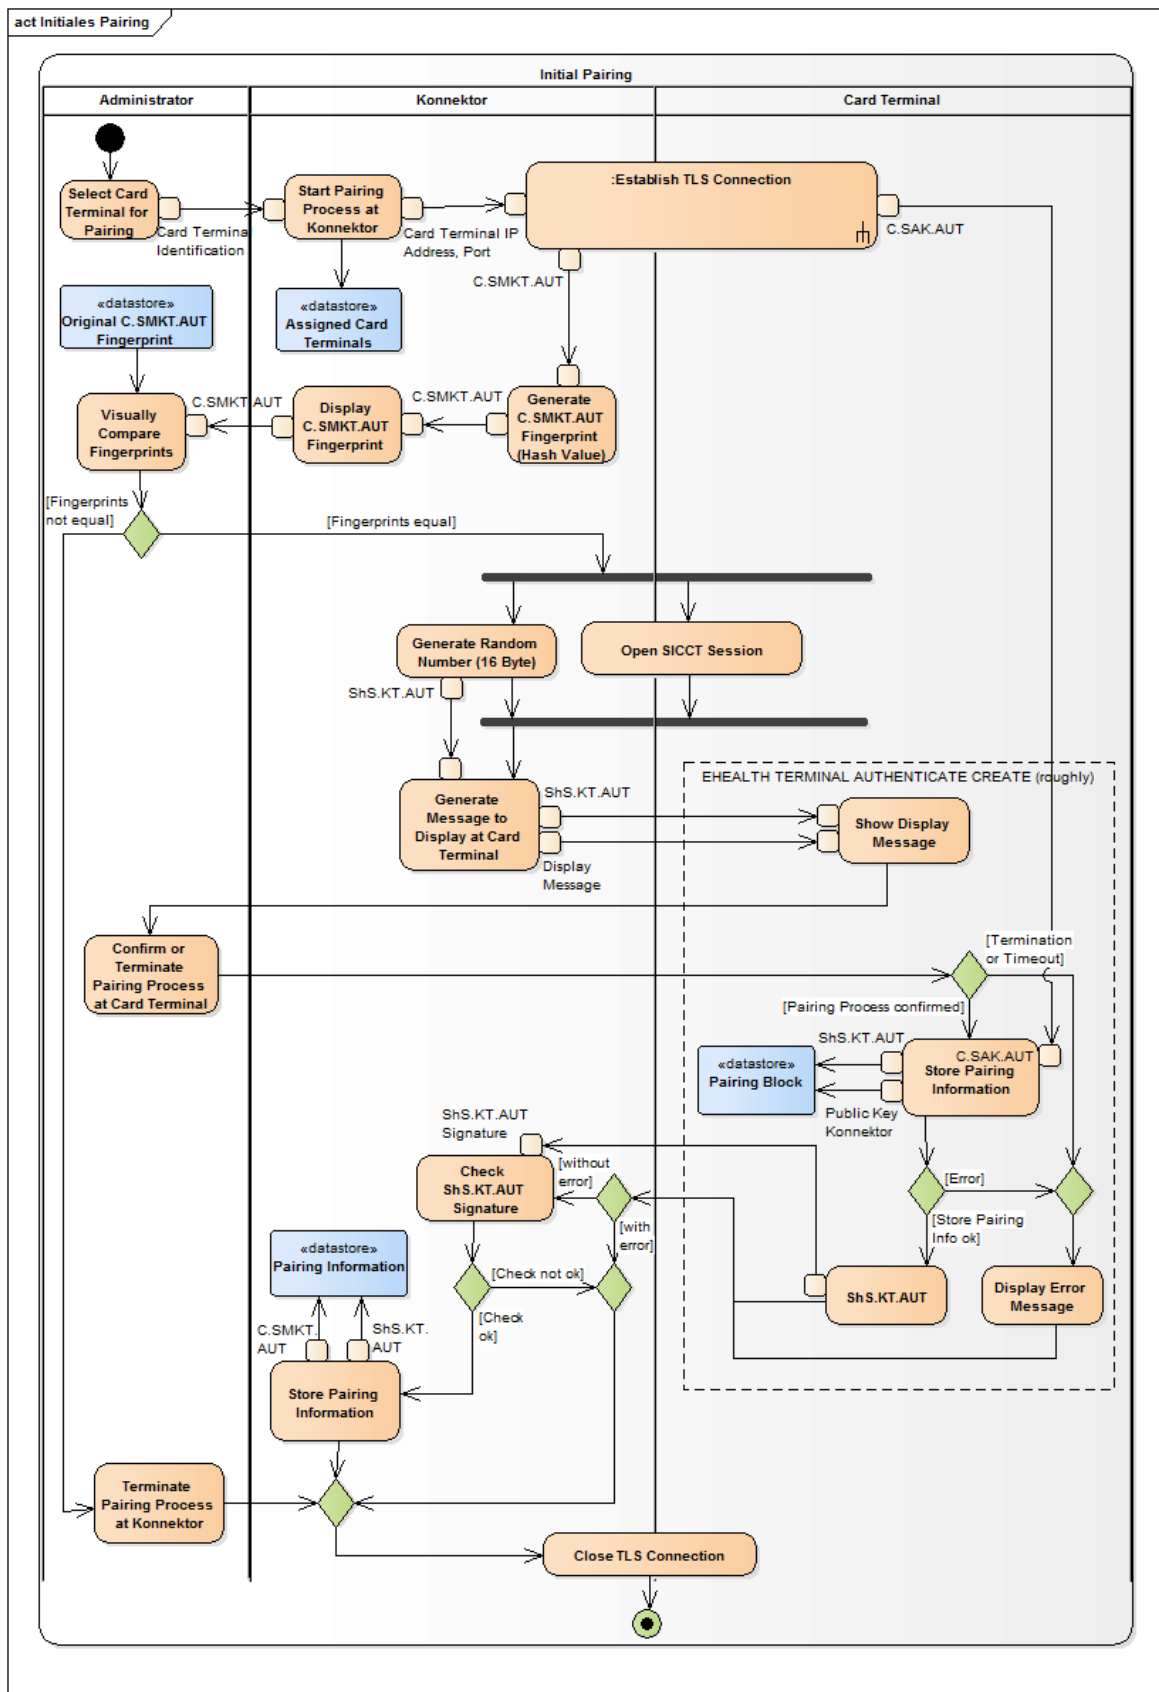 act Initiales Pairing
Initial Pairing
Administrator
Konnektor
Card Terminal
Select Card
Terminal for
Pairing
Card Terminal
Identification
Start Pairing
Process at
Konnektor
Card Terminal IP
Address, Port
:Establish TLS Connection
C.SAK.AUT
C.SMKT.AUT
«datastore»
Original C.SMKT.AUT
Fingerprint
«datastore»
Assigned Card
Terminals
Visually
Compare
Fingerprints
C.SMKT.AUT
Display
C.SMKT.AUT
Fingerprint
C.SMKT.AUT
Generate
C.SMKT.AUT
Fingerprint
(Hash Value)
[Fingerprints
not equal]
[Fingerprints equal]
Generate Random
Number (16 Byte)
Open SICCT Session
ShS.KT.AUT
EHEALTH TERMINAL AUTHENTICATE CREATE (roughly)
Generate
Message to
Display at Card
Terminal
ShS.KT.AUT
Display
Message
Show Display
Message
Confirm or
Terminate
Pairing Process
at Card Terminal
[Termination
or Timeout]
[Pairing Process confirmed]
ShS.KT.AUT
C.SAK.AUT
Store Pairing
Information
«datastore»
Pairing Block
Public Key
Konnektor
ShS.KT.AUT
Signature
Check
ShS.KT.AUT
Signature
[without
error]
[with
error]
[Error]
[Store Pairing
Info ok]
«datastore»
Pairing Information
[Check not ok]
[Check
ok]
ShS.KT.AUT
Display Error
Message
C.SMKT.
AUT
ShS.KT.
AUT
Store Pairing
Information
Terminate
Pairing Process
at Konnektor
Close TLS Connection